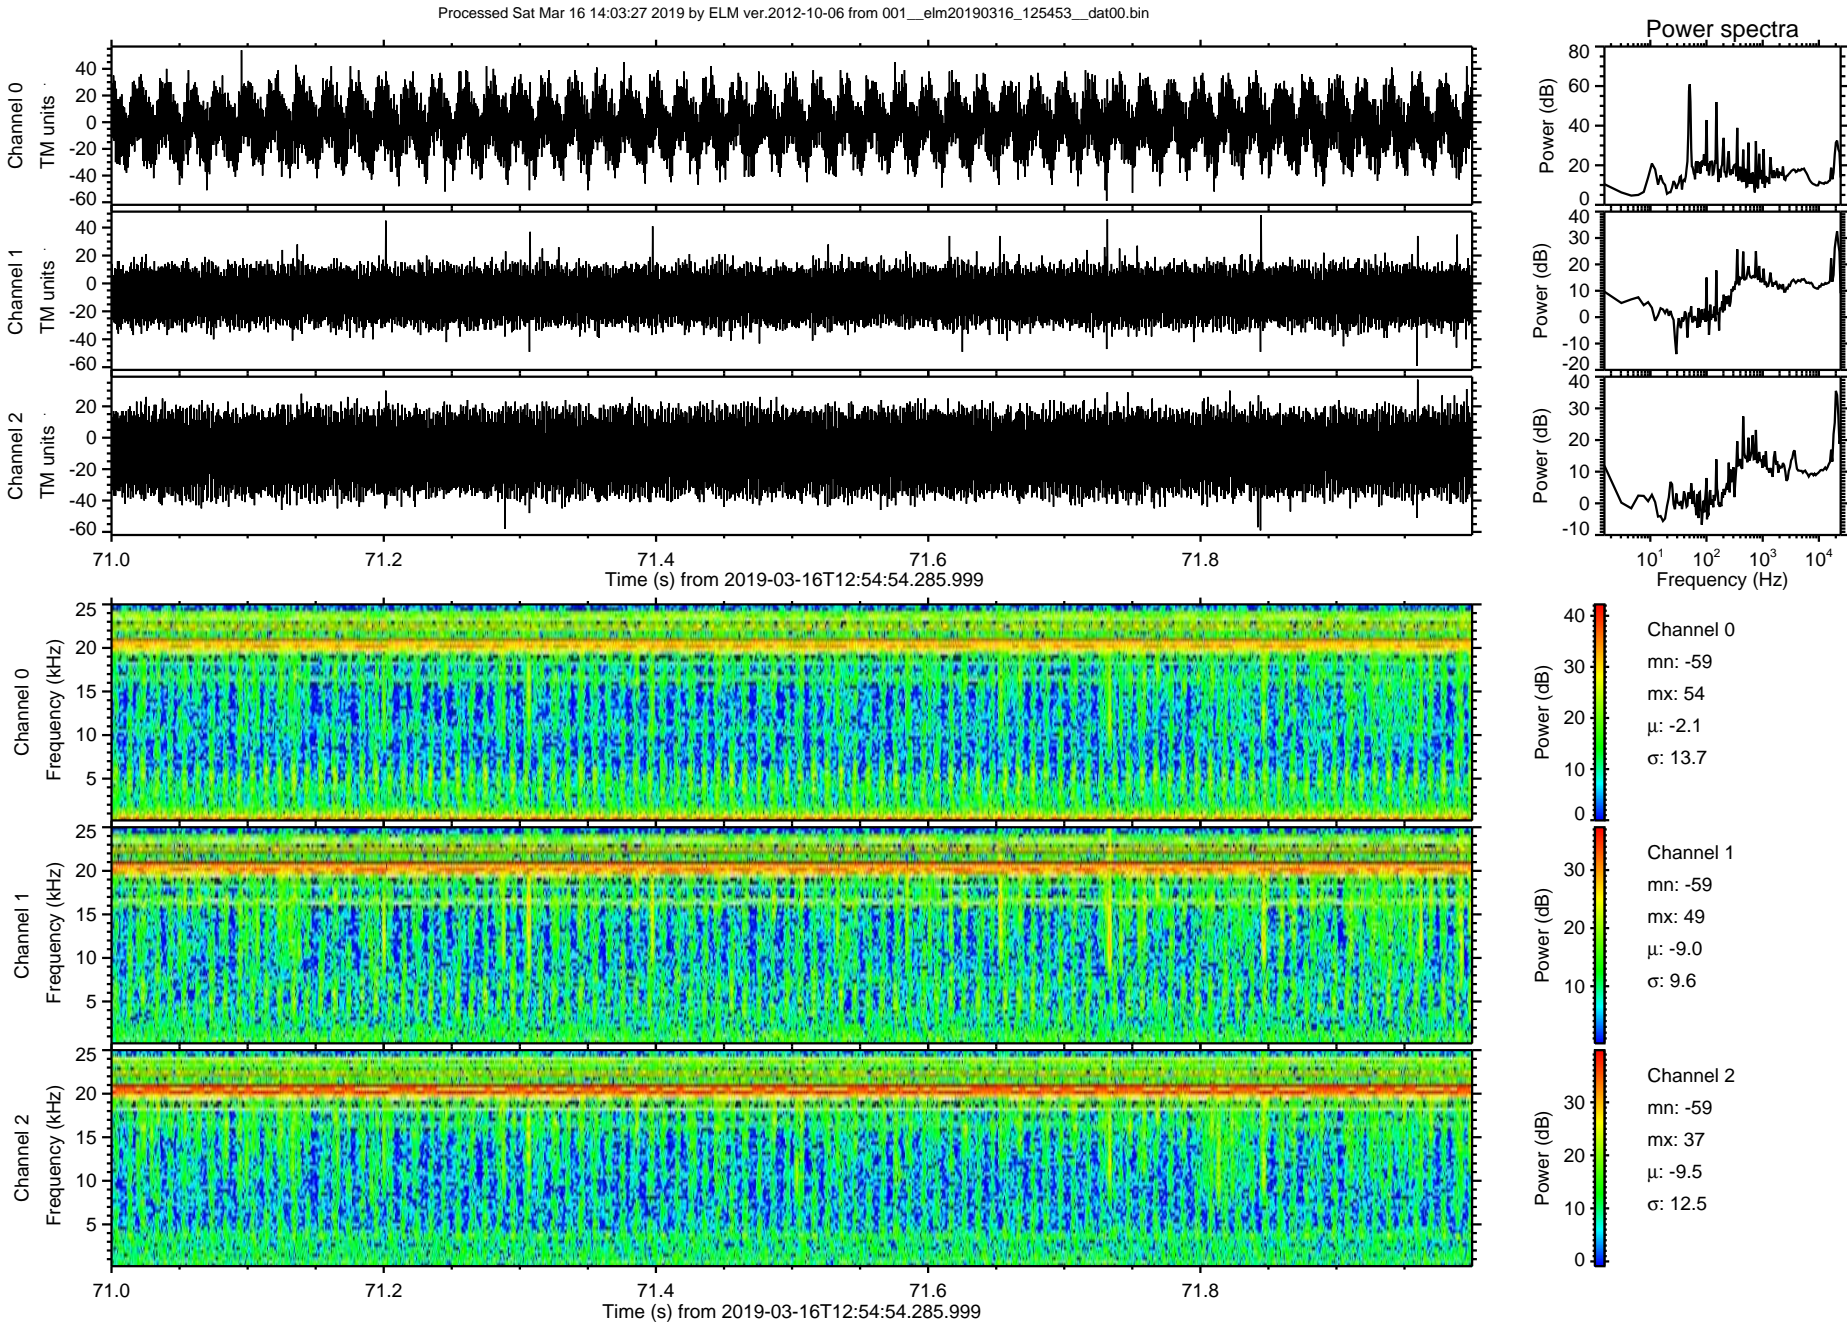 Processed Sat Mar 16 14:03:27 2019 by ELM ver.2012-10-06 from 001__elm20190316_125453__dat00.bin
Power spectra
Channel 0
TM units
40
20
0
-20
-40
-60
Power (dB)
80
60
40
20
0
Channel 1
TM units
40
20
0
-20
-40
-60
Power (dB)
40
30
20
10
0
-10
-20
Channel 2
TM units
20
0
-20
-40
-60
Power (dB)
40
30
20
10
0
-10
71.0 71.2 71.4 71.6 71.8
Time (s) from 2019-03-16T12:54:54.285.999
10¹ 10² 10³ 10⁴
Frequency (Hz)
Channel 0
Frequency (kHz)
25
20
15
10
5
Power (dB)
40
30
20
10
0
Channel 0
mn: -59
mx: 54
μ: -2.1
σ: 13.7
Channel 1
Frequency (kHz)
25
20
15
10
5
Power (dB)
30
20
10
Channel 1
mn: -59
mx: 49
μ: -9.0
σ: 9.6
Channel 2
Frequency (kHz)
25
20
15
10
5
Power (dB)
30
20
10
0
Channel 2
mn: -59
mx: 37
μ: -9.5
σ: 12.5
71.0 71.2 71.4 71.6 71.8
Time (s) from 2019-03-16T12:54:54.285.999